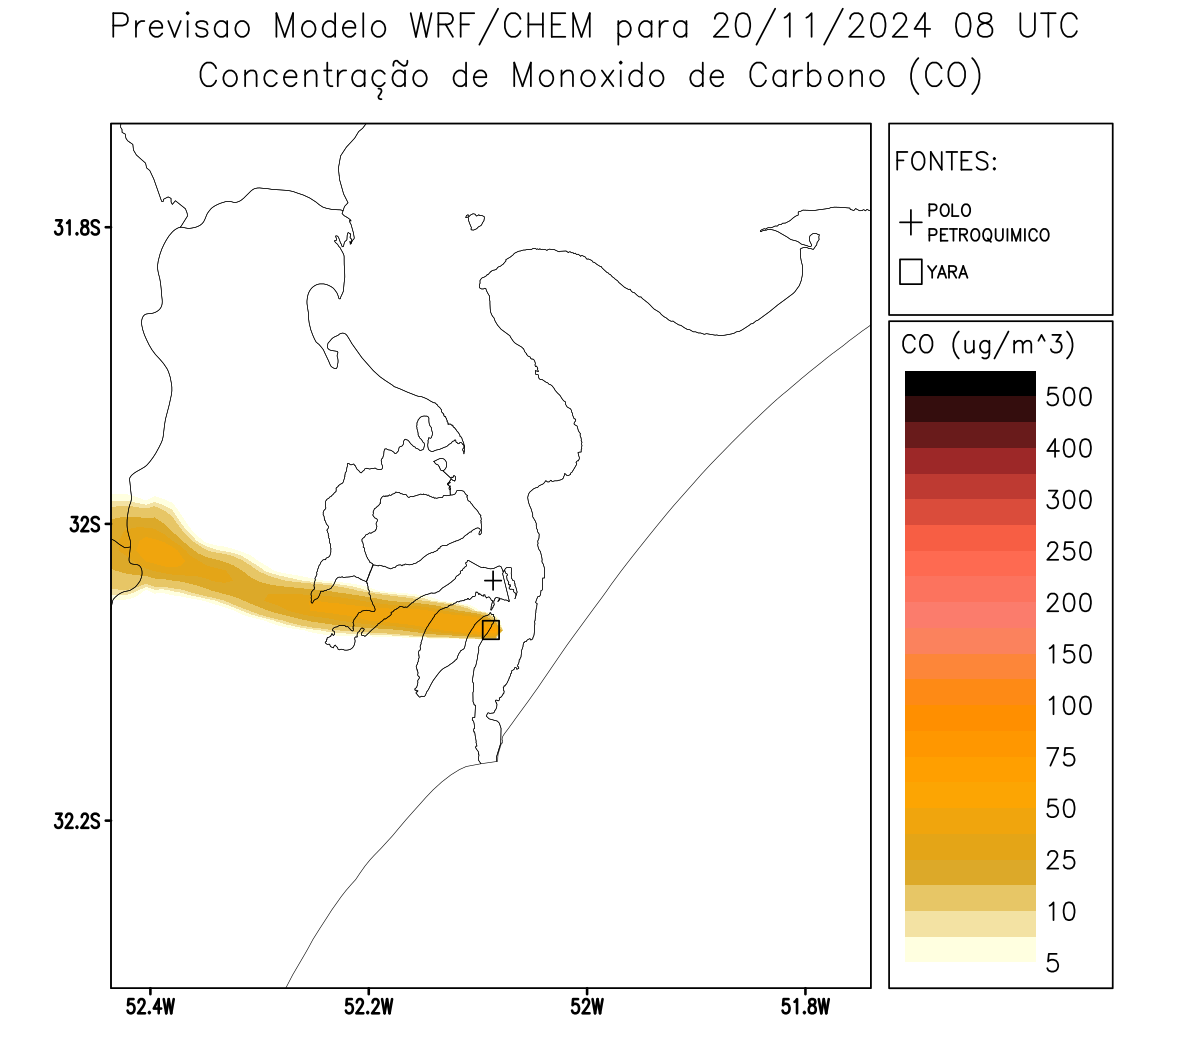 Previsao Modelo WRF/CHEM para 20/11/2024 08 UTC
Concentração de Monoxido de Carbono (CO)
FONTES:
POLO
PETROQUIMICO
YARA
CO (ug/m^3)
500
400
300
250
200
150
100
75
50
25
10
5
31.8S
32S
32.2S
52.4W
52.2W
52W
51.8W